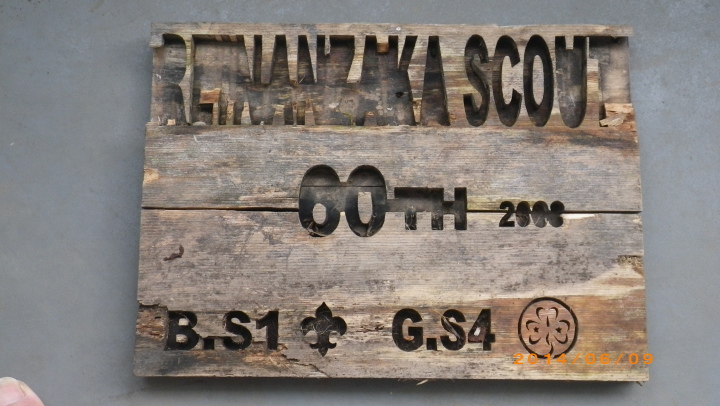 REINANZAKA SCOUT
60TH 2008
B.S1 G.S4
2014/06/09